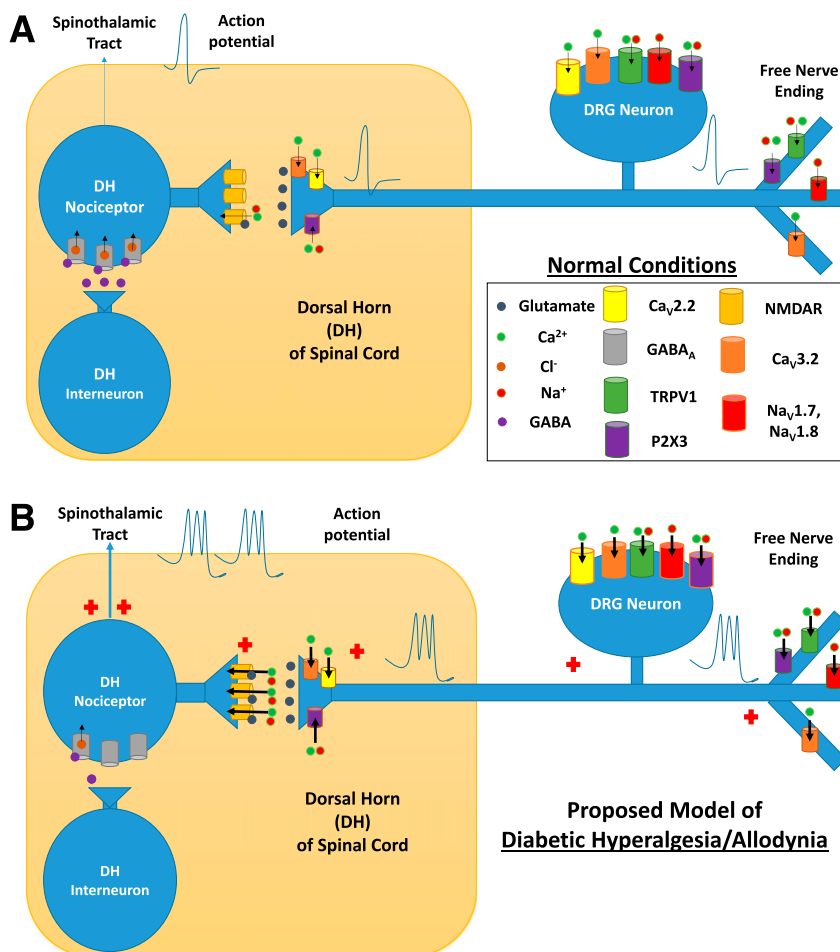 A
Spinothalamic
Tract
Action
potential
DRG Neuron
Free Nerve
Ending
DH
Nociceptor
Dorsal Horn
(DH)
of Spinal Cord
DH
Interneuron
Normal Conditions
Glutamate
Ca2+
Cl-
Na+
GABA
CaV2.2
GABAA
TRPV1
P2X3
NMDAR
CaV3.2
NaV1.7,
NaV1.8
B
Spinothalamic
Tract
Action
potential
DRG Neuron
Free Nerve
Ending
DH
Nociceptor
Dorsal Horn
(DH)
of Spinal Cord
DH
Interneuron
Proposed Model of
Diabetic Hyperalgesia/Allodynia